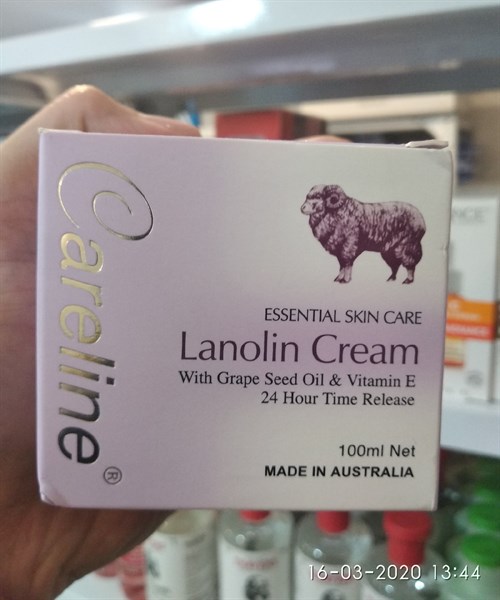 Careline®
ESSENTIAL SKIN CARE
Lanolin Cream
With Grape Seed Oil & Vitamin E
24 Hour Time Release
100ml Net
MADE IN AUSTRALIA
16-03-2020 13:44